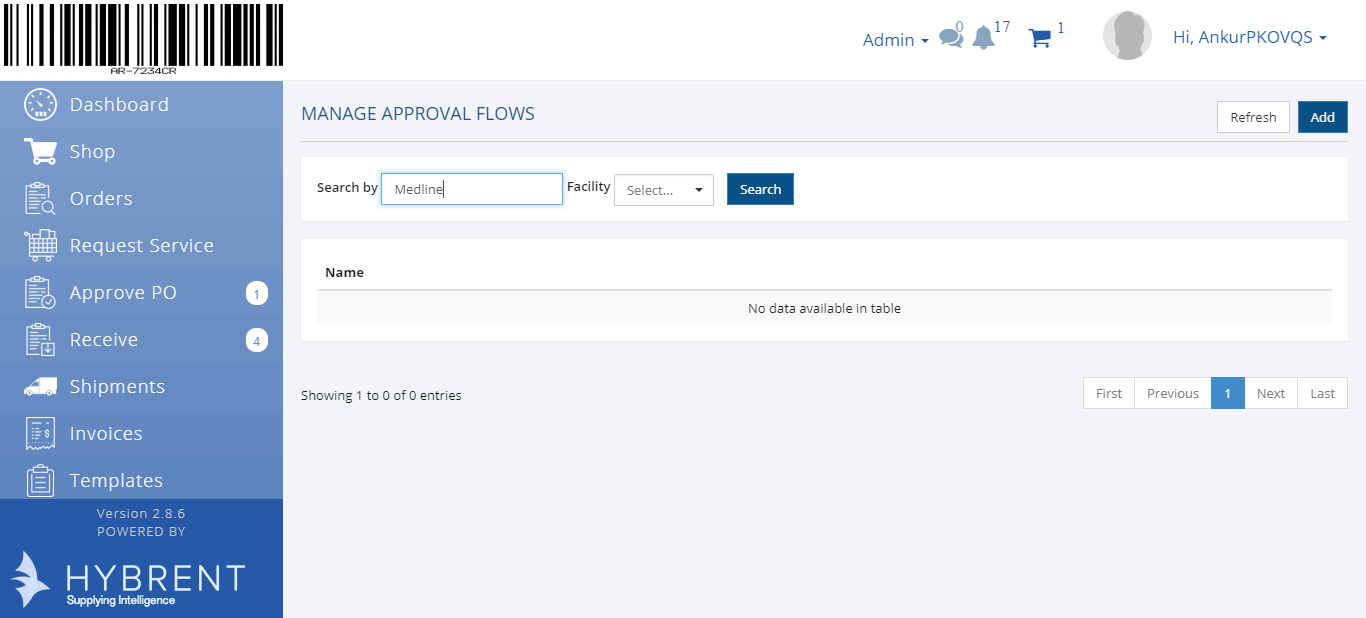 AR-7234CR
Admin
0
17
1
Hi, AnkurPKOVQS
Dashboard
Shop
Orders
Request Service
Approve PO 1
Receive 4
Shipments
Invoices
Templates
Version 2.8.6
POWERED BY
HYBRENT
Supplying Intelligence
MANAGE APPROVAL FLOWS
Refresh Add
Search by Medline Facility Select... Search
Name
No data available in table
Showing 1 to 0 of 0 entries
First Previous 1 Next Last